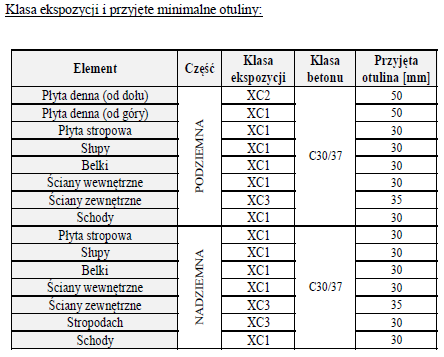 Klasa ekspozycji i przyjęte minimalne otuliny:
Element Część Klasa ekspozycji Klasa betonu Przyjęta otulina [mm]
Płyta denna (od dołu) PODZIEMNA XC2 C30/37 50
Płyta denna (od góry) XC1 50
Płyta stropowa XC1 30
Słupy XC1 30
Belki XC1 30
Ściany wewnętrzne XC1 30
Ściany zewnętrzne XC3 35
Schody XC1 30
Płyta stropowa NADZIEMNA XC1 C30/37 30
Słupy XC1 30
Belki XC1 30
Ściany wewnętrzne XC1 30
Ściany zewnętrzne XC3 35
Stropodach XC3 30
Schody XC1 30